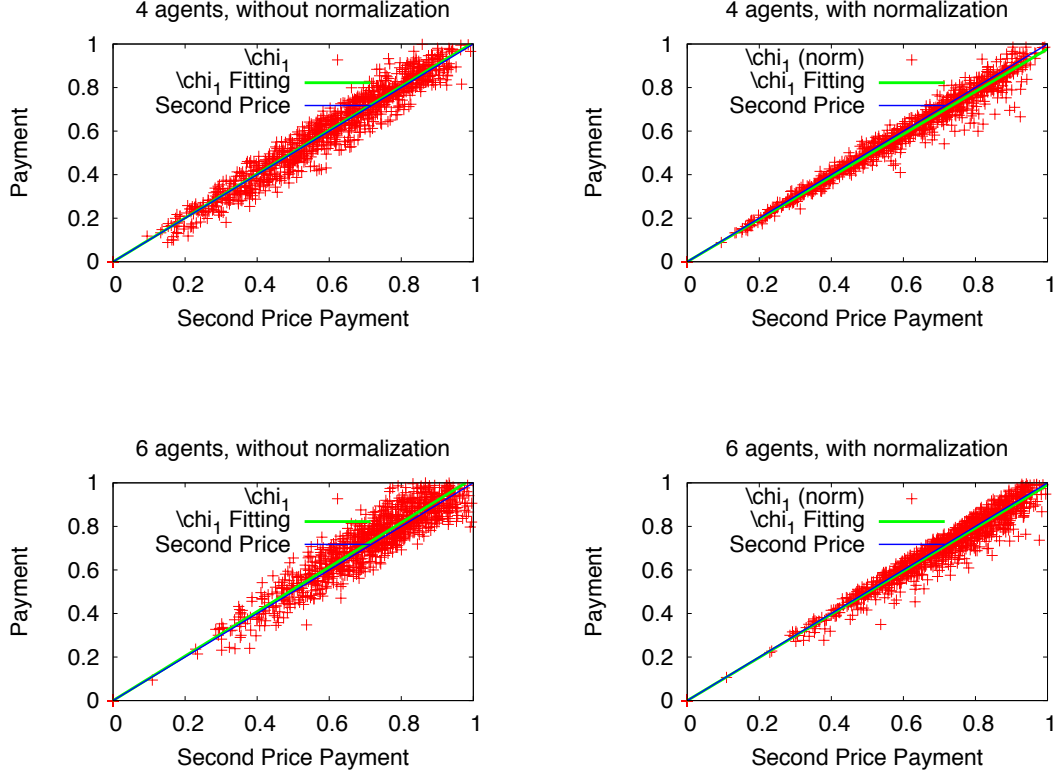 4 agents, without normalization
1
0.8
0.6
0.4
0.2
0
0 0.2 0.4 0.6 0.8 1
Payment
Second Price Payment
\chi₁
\chi₁ Fitting
Second Price
4 agents, with normalization
1
0.8
0.6
0.4
0.2
0
0 0.2 0.4 0.6 0.8 1
Payment
Second Price Payment
\chi₁ (norm)
\chi₁ Fitting
Second Price
6 agents, without normalization
1
0.8
0.6
0.4
0.2
0
0 0.2 0.4 0.6 0.8 1
Payment
Second Price Payment
\chi₁
\chi₁ Fitting
Second Price
6 agents, with normalization
1
0.8
0.6
0.4
0.2
0
0 0.2 0.4 0.6 0.8 1
Payment
Second Price Payment
\chi₁ (norm)
\chi₁ Fitting
Second Price